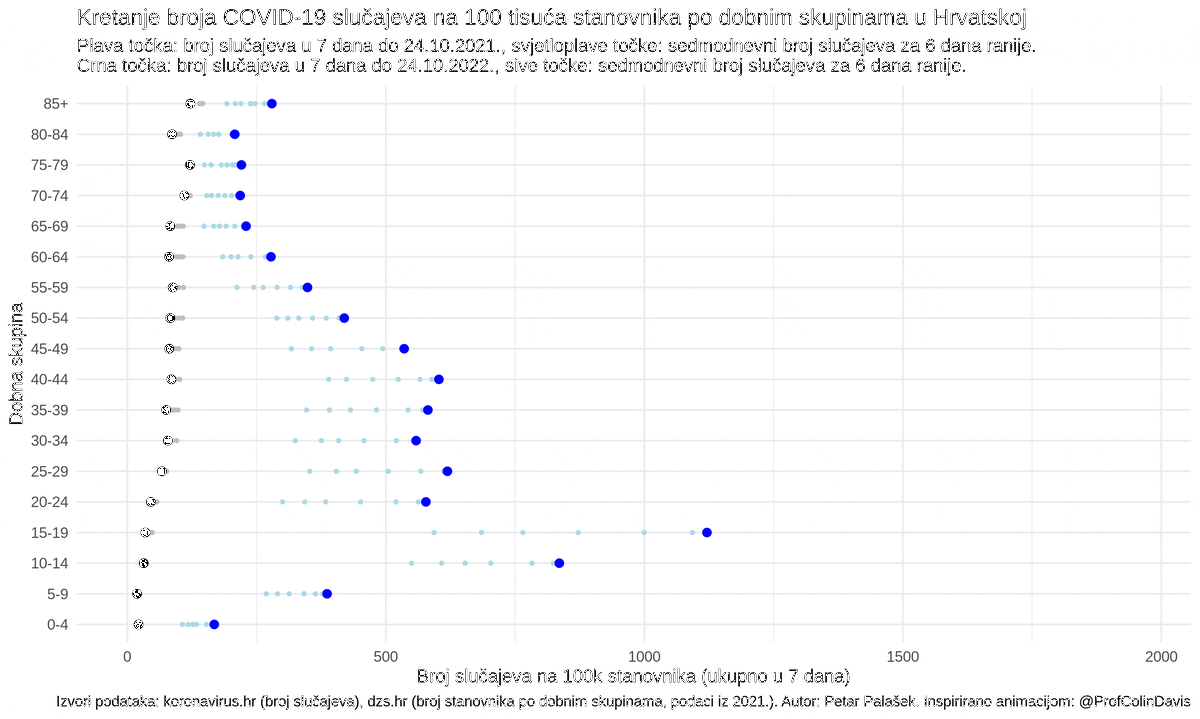 Kretanje broja COVID-19 slučajeva na 100 tisuća stanovnika po dobnim skupinama u Hrvatskoj
Plava točka: broj slučajeva u 7 dana do 24.10.2021., svjetloplave točke: sedmodnevni broj slučajeva za 6 dana ranije.
Crna točka: broj slučajeva u 7 dana do 24.10.2022., sive točke: sedmodnevni broj slučajeva za 6 dana ranije.
Dobna skupina
85+
80-84
75-79
70-74
65-69
60-64
55-59
50-54
45-49
40-44
35-39
30-34
25-29
20-24
15-19
10-14
5-9
0-4
0 500 1000 1500 2000
Broj slučajeva na 100k stanovnika (ukupno u 7 dana)
Izvori podataka: koronavirus.hr (broj slučajeva), dzs.hr (broj stanovnika po dobnim skupinama, podaci iz 2021.). Autor: Petar Palašek. Inspirirano animacijom: @ProfColinDavis